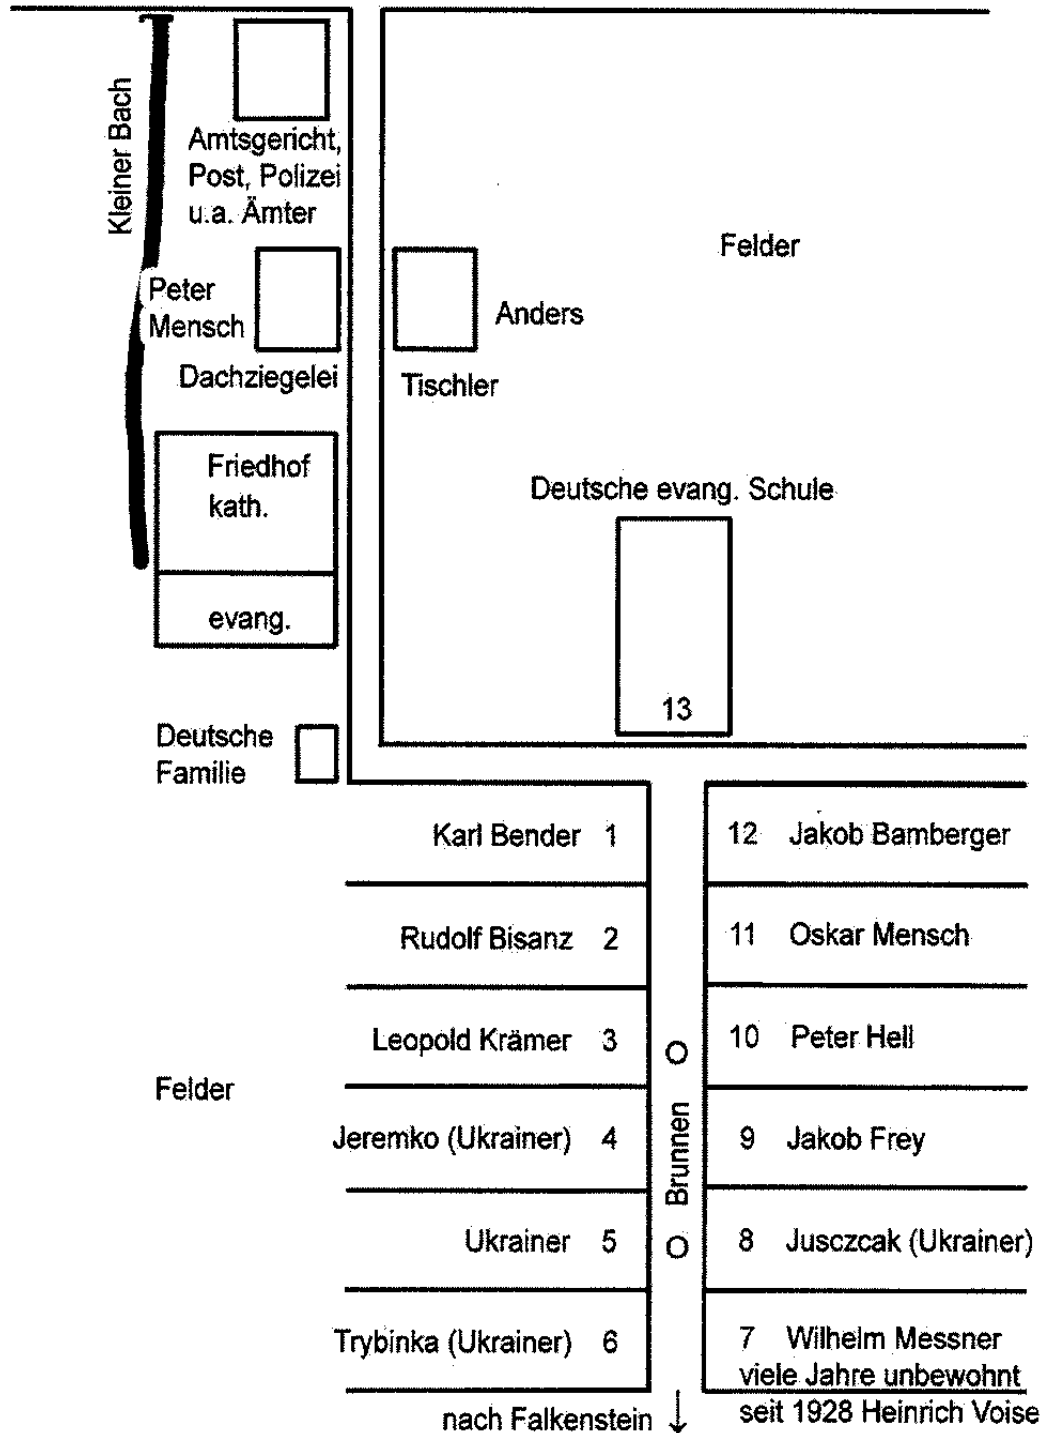 Kleiner Bach
Amtsgericht,
Post, Polizei
u.a. Ämter
Felder
Peter
Mensch
Anders
Dachziegelei
Tischler
Friedhof
kath.
Deutsche evang. Schule
evang.
13
Deutsche
Familie
Karl Bender 1
12 Jakob Bamberger
Rudolf Bisanz 2
11 Oskar Mensch
Leopold Krämer 3
10 Peter Hell
Felder
Brunnen
Jeremko (Ukrainer) 4
9 Jakob Frey
Ukrainer 5
8 Jusczcak (Ukrainer)
Trybinka (Ukrainer) 6
7 Wilhelm Messner
viele Jahre unbewohnt
seit 1928 Heinrich Voise
nach Falkenstein ↓